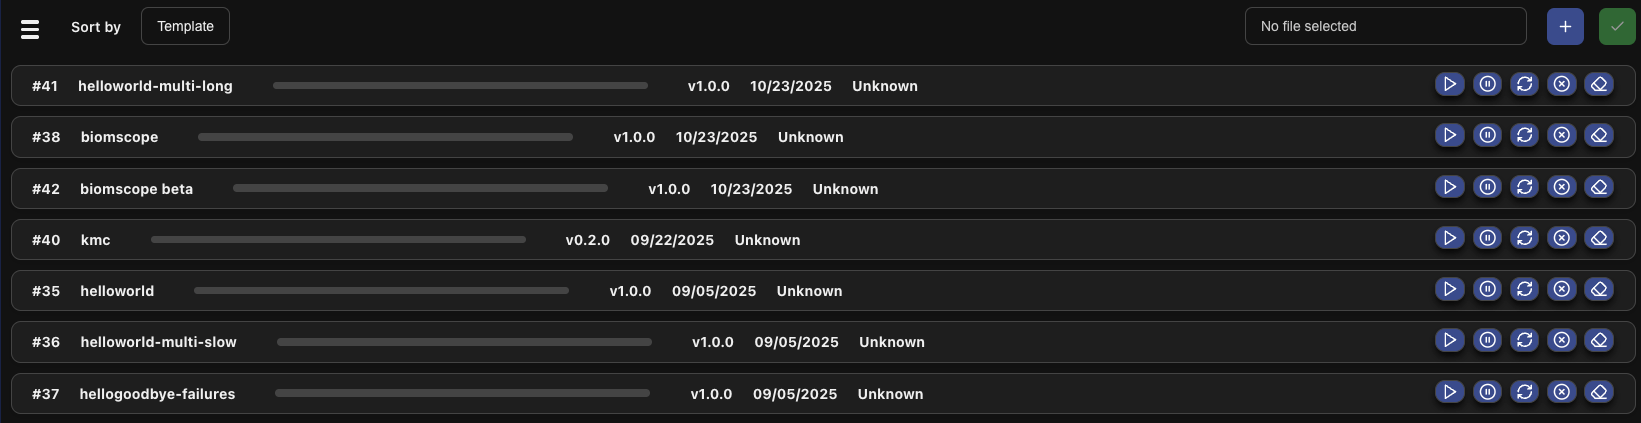 Sort by Template No file selected
#41 helloworld-multi-long v1.0.0 10/23/2025 Unknown
#38 biomscope v1.0.0 10/23/2025 Unknown
#42 biomscope beta v1.0.0 10/23/2025 Unknown
#40 kmc v0.2.0 09/22/2025 Unknown
#35 helloworld v1.0.0 09/05/2025 Unknown
#36 helloworld-multi-slow v1.0.0 09/05/2025 Unknown
#37 hellogoodbye-failures v1.0.0 09/05/2025 Unknown